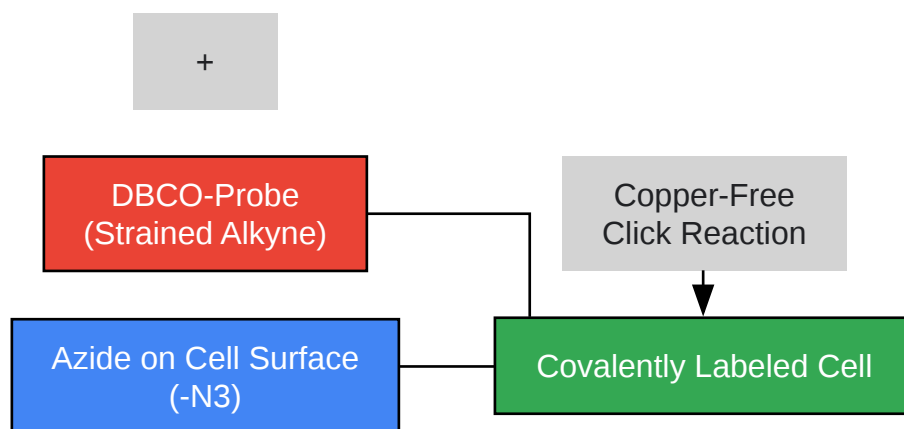 +
DBCO-Probe
(Strained Alkyne)
Copper-Free
Click Reaction
Azide on Cell Surface
(-N3)
Covalently Labeled Cell